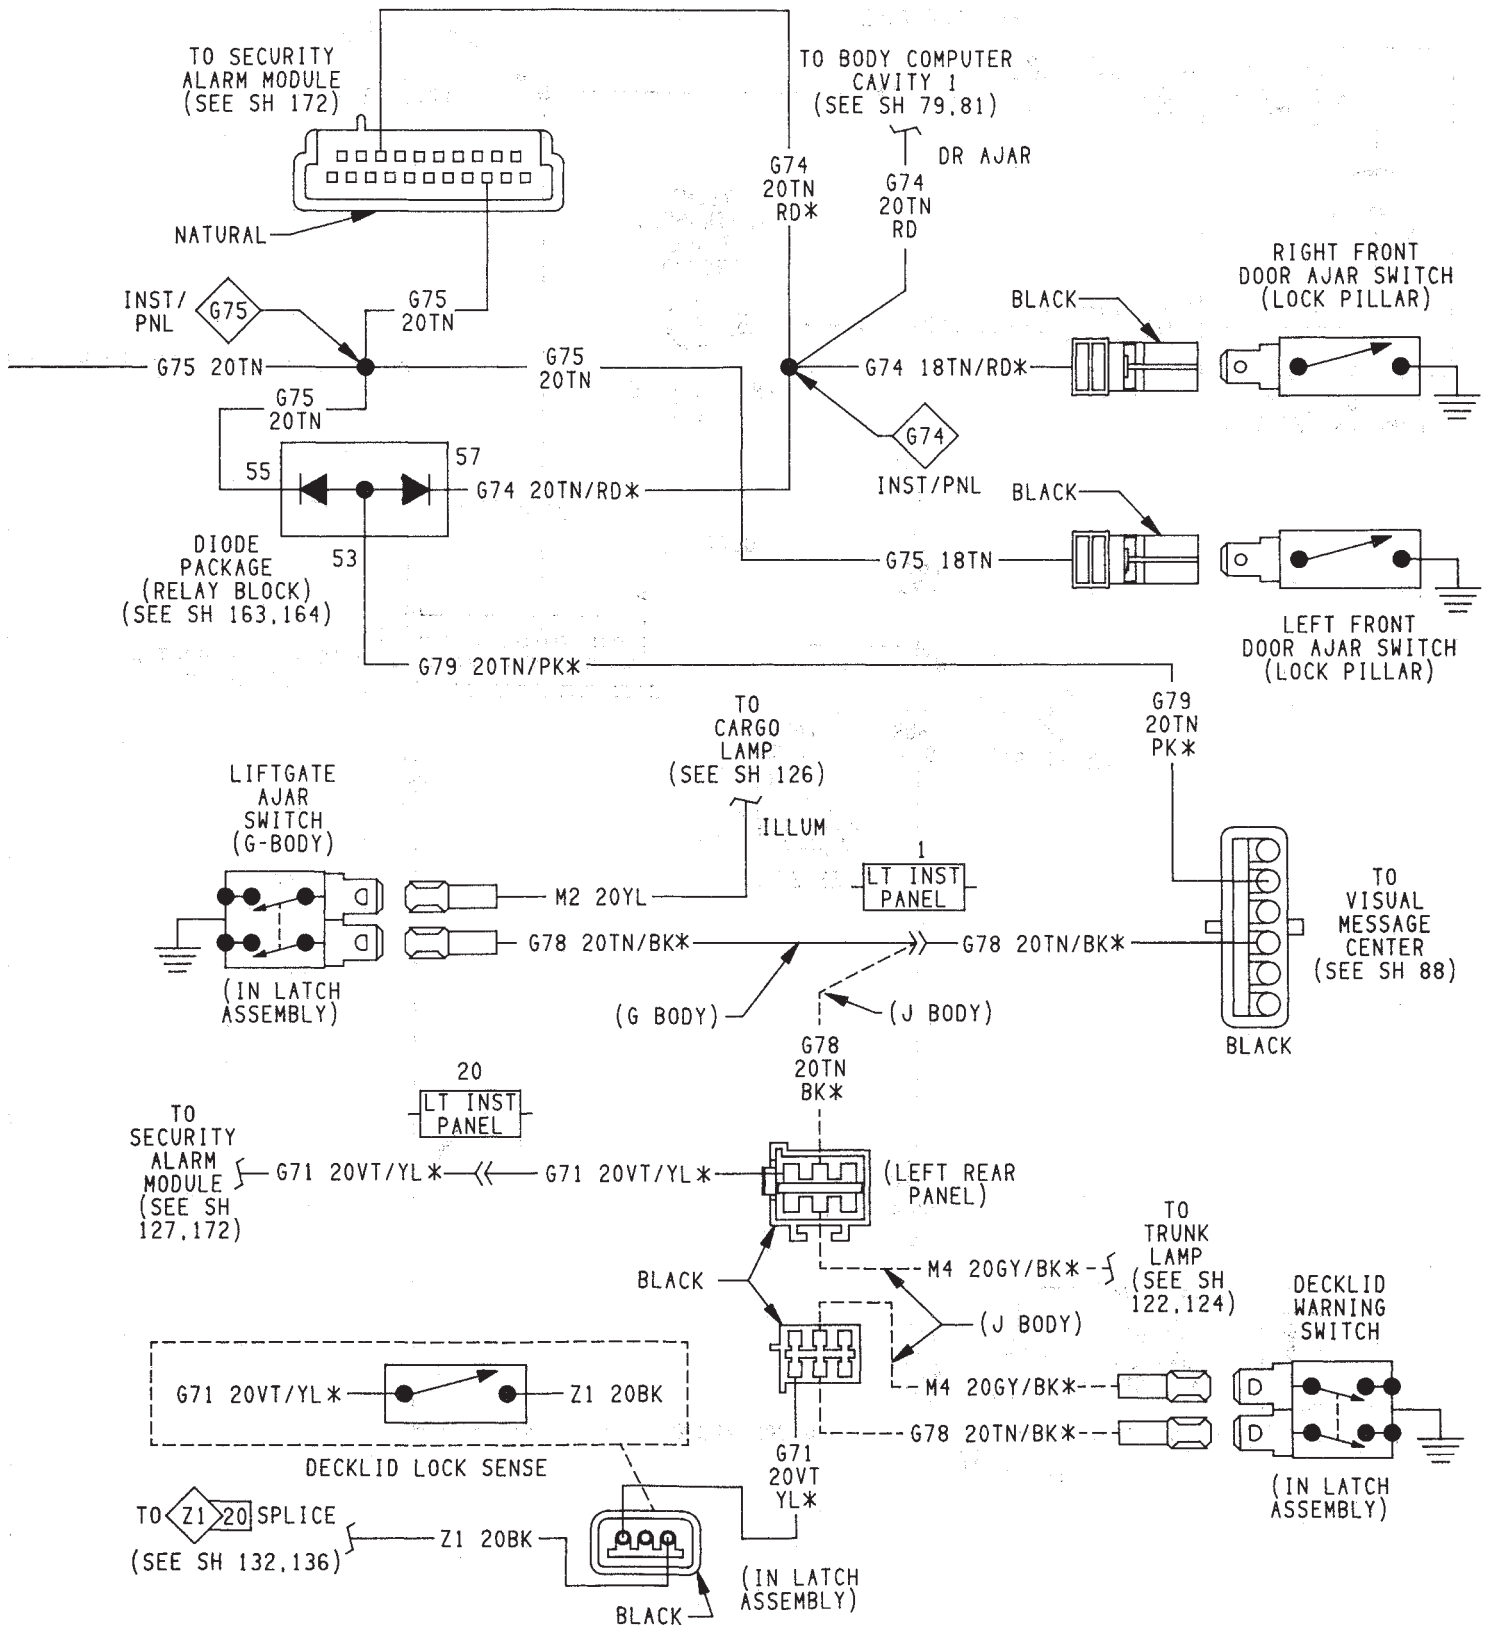 TO SECURITY
ALARM MODULE
(SEE SH 172)
TO BODY COMPUTER
CAVITY 1
(SEE SH 79,81)
DR AJAR
G74
20TN
RD*
G74
20TN
RD
NATURAL
INST/
PNL
G75
G75
20TN
RIGHT FRONT
DOOR AJAR SWITCH
(LOCK PILLAR)
BLACK
G75 20TN
G75
20TN
G74 18TN/RD*
G75
20TN
G74
INST/PNL
55
57
G74 20TN/RD*
BLACK
53
DIODE
PACKAGE
(RELAY BLOCK)
(SEE SH 163,164)
G75 18TN
LEFT FRONT
DOOR AJAR SWITCH
(LOCK PILLAR)
G79 20TN/PK*
G79
20TN
PK*
TO
CARGO
LAMP
(SEE SH 126)
ILLUM
LIFTGATE
AJAR
SWITCH
(G-BODY)
1
LT INST
PANEL
M2 20YL
G78 20TN/BK*
G78 20TN/BK*
TO
VISUAL
MESSAGE
CENTER
(SEE SH 88)
(IN LATCH
ASSEMBLY)
(G BODY)
(J BODY)
BLACK
G78
20TN
BK*
20
LT INST
PANEL
TO
SECURITY
ALARM
MODULE
(SEE SH
127,172)
G71 20VT/YL*
G71 20VT/YL*
(LEFT REAR
PANEL)
TO
TRUNK
LAMP
(SEE SH
122,124)
M4 20GY/BK*
BLACK
(J BODY)
DECKLID
WARNING
SWITCH
M4 20GY/BK*
G78 20TN/BK*
G71 20VT/YL*
Z1 20BK
DECKLID LOCK SENSE
G71
20VT
YL*
(IN LATCH
ASSEMBLY)
TO Z1 20 SPLICE
(SEE SH 132,136)
Z1 20BK
(IN LATCH
ASSEMBLY)
BLACK